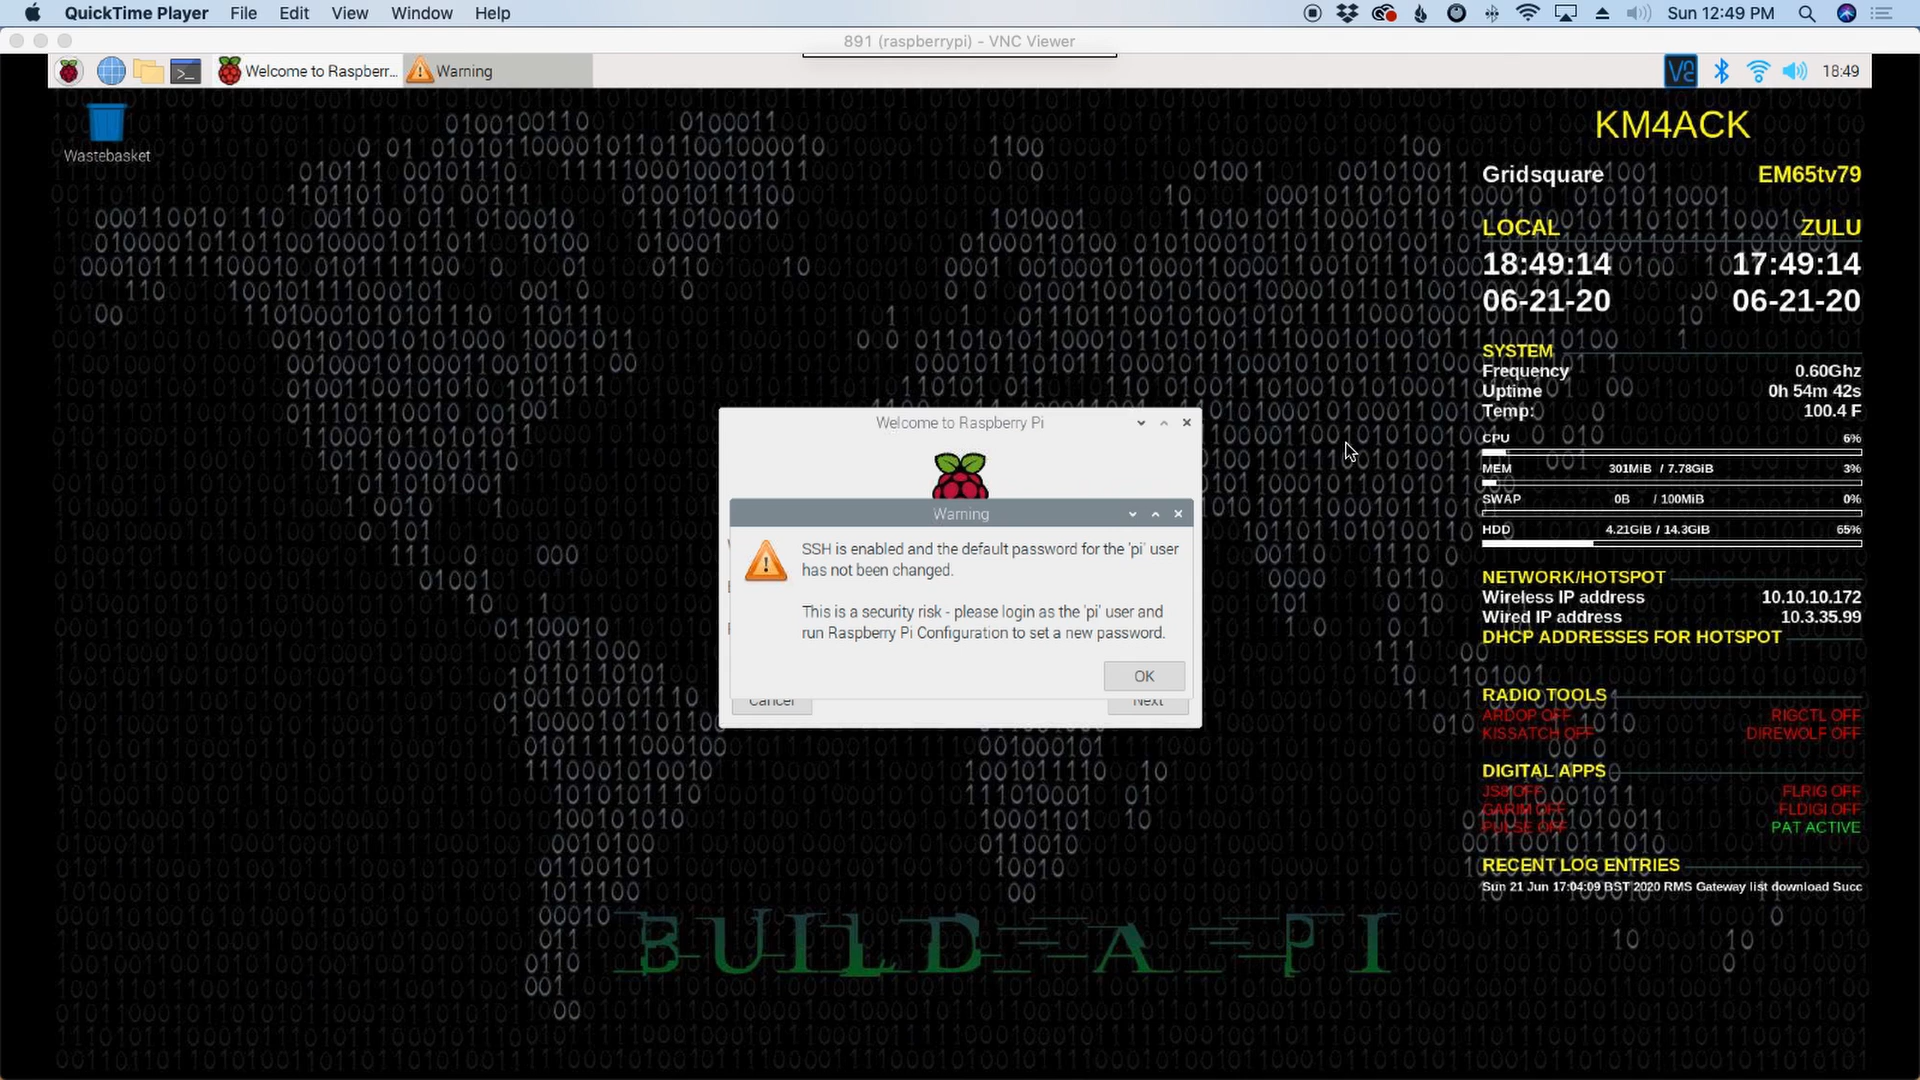 QuickTime Player File Edit View Window Help Sun 12:49 PM
891 (raspberrypi) - VNC Viewer
Welcome to Raspberr... Warning 18:49
Wastebasket
KM4ACK
Gridsquare EM65tv79
LOCAL ZULU
18:49:14 17:49:14
06-21-20 06-21-20
SYSTEM
Frequency 0.60Ghz
Uptime 0h 54m 42s
Temp: 100.4 F
CPU 6%
MEM 301MiB / 7.78GiB 3%
SWAP 0B / 100MiB 0%
HDD 4.21GiB / 14.3GiB 65%
NETWORK/HOTSPOT
Wireless IP address 10.10.10.172
Wired IP address 10.3.35.99
DHCP ADDRESSES FOR HOTSPOT
RADIO TOOLS
ARDOP OFF RIGCTL OFF
KISSATCH OFF DIREWOLF OFF
DIGITAL APPS
JS8 OFF FLRIG OFF
GARIM OFF FLDIGI OFF
PULSE OFF PAT ACTIVE
RECENT LOG ENTRIES
Sun 21 Jun 17:04:09 BST 2020 RMS Gateway list download Succ
Welcome to Raspberry Pi
Warning
SSH is enabled and the default password for the 'pi' user
has not been changed.
This is a security risk - please login as the 'pi' user and
run Raspberry Pi Configuration to set a new password.
OK
Cancel Next
BUILD-A-PI